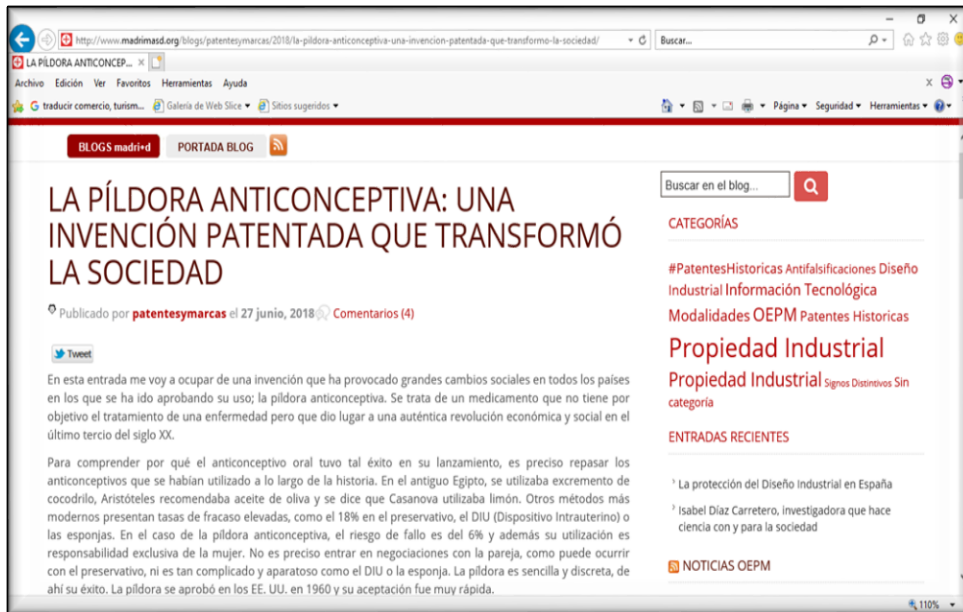 http://www.madrimasd.org/blogs/patentesymarcas/2018/la-pildora-anticonceptiva-una-invencion-patentada-que-transformo-la-sociedad/
Buscar...
LA PÍLDORA ANTICONCEP...
Archivo Edición Ver Favoritos Herramientas Ayuda
traducir comercio, turism... Galería de Web Slice Sitios sugeridos
Página Seguridad Herramientas
BLOGS madri+d PORTADA BLOG
LA PÍLDORA ANTICONCEPTIVA: UNA
INVENCIÓN PATENTADA QUE TRANSFORMÓ
LA SOCIEDAD
Publicado por patentesymarcas el 27 junio, 2018 Comentarios (4)
Tweet
En esta entrada me voy a ocupar de una invención que ha provocado grandes cambios sociales en todos los países
en los que se ha ido aprobando su uso; la píldora anticonceptiva. Se trata de un medicamento que no tiene por
objetivo el tratamiento de una enfermedad pero que dio lugar a una auténtica revolución económica y social en el
último tercio del siglo XX.
Para comprender por qué el anticonceptivo oral tuvo tal éxito en su lanzamiento, es preciso repasar los
anticonceptivos que se habían utilizado a lo largo de la historia. En el antiguo Egipto, se utilizaba excremento de
cocodrilo, Aristóteles recomendaba aceite de oliva y se dice que Casanova utilizaba limón. Otros métodos más
modernos presentan tasas de fracaso elevadas, como el 18% en el preservativo, el DIU (Dispositivo Intrauterino) o
las esponjas. En el caso de la píldora anticonceptiva, el riesgo de fallo es del 6% y además su utilización es
responsabilidad exclusiva de la mujer. No es preciso entrar en negociaciones con la pareja, como puede ocurrir
con el preservativo, ni es tan complicado y aparatoso como el DIU o la esponja. La píldora es sencilla y discreta, de
ahí su éxito. La píldora se aprobó en los EE. UU. en 1960 y su aceptación fue muy rápida.
Buscar en el blog...
CATEGORÍAS
#PatentesHistoricas Antifalsificaciones Diseño
Industrial Información Tecnológica
Modalidades OEPM Patentes Historicas
Propiedad Industrial
Propiedad Industrial Signos Distintivos Sin
categoría
ENTRADAS RECIENTES
La protección del Diseño Industrial en España
Isabel Díaz Carretero, investigadora que hace
ciencia con y para la sociedad
NOTICIAS OEPM
110%